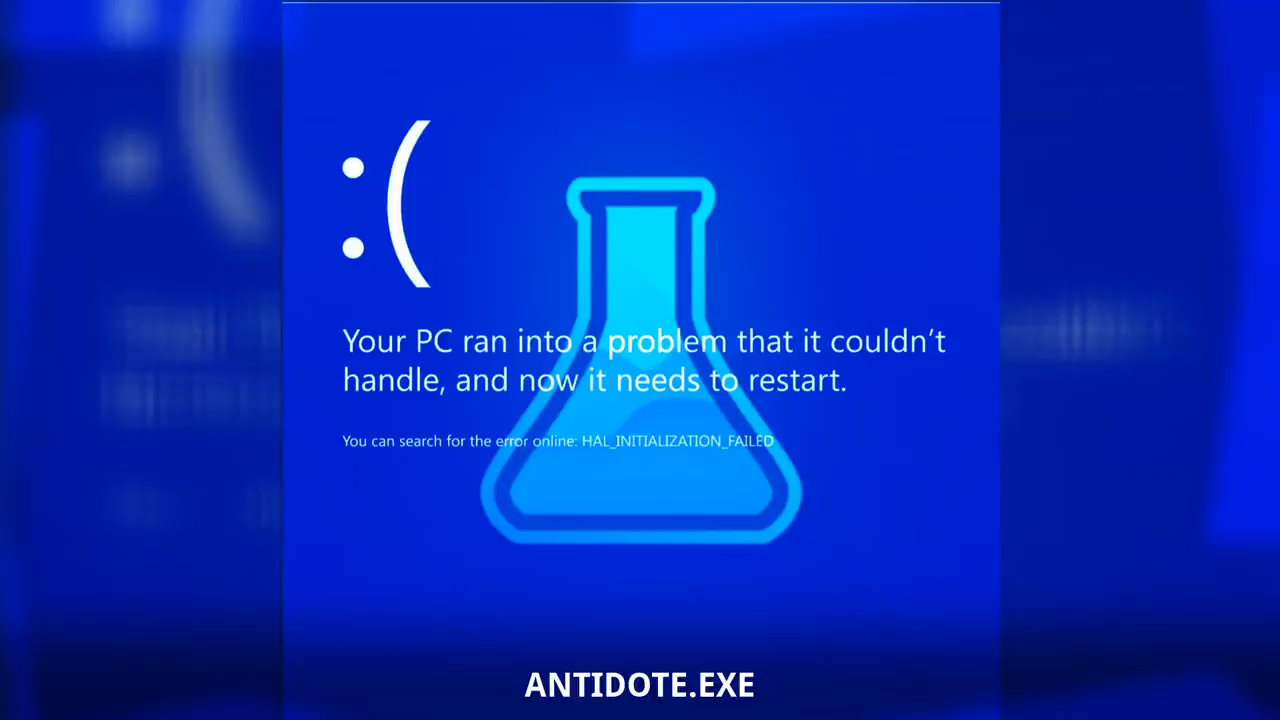 :(
Your PC ran into a problem that it couldn’t
handle, and now it needs to restart.
You can search for the error online: HAL_INITIALIZATION_FAILED
ANTIDOTE.EXE